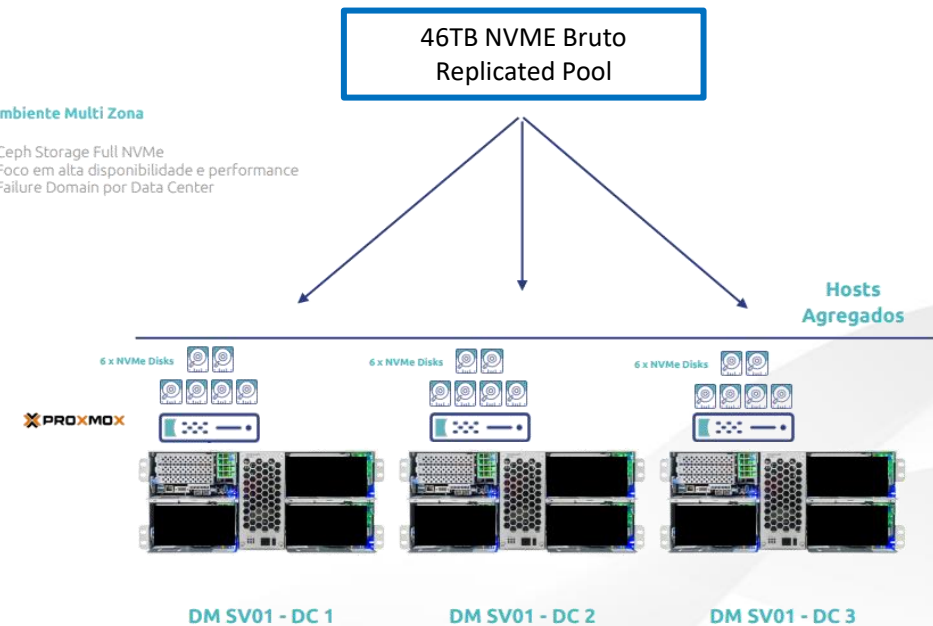 46TB NVME Bruto
Replicated Pool
mbiente Multi Zona
Ceph Storage Full NVMe
Foco em alta disponibilidade e performance
Failure Domain por Data Center
Hosts
Agregados
6 x NVMe Disks
6 x NVMe Disks
6 x NVMe Disks
PROXMOX
DM SV01 - DC 1
DM SV01 - DC 2
DM SV01 - DC 3